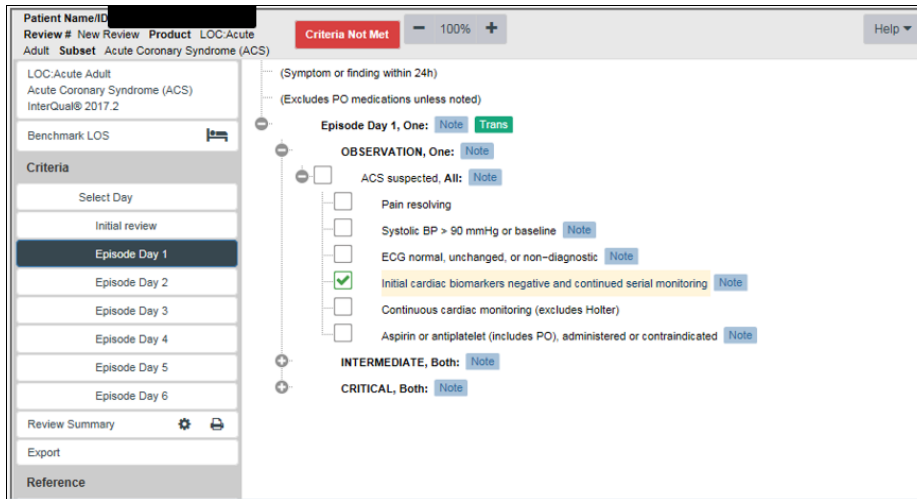 Patient Name/ID
Review # New Review Product LOC:Acute
Adult Subset Acute Coronary Syndrome (ACS)
Criteria Not Met
100%
Help
LOC:Acute Adult
Acute Coronary Syndrome (ACS)
InterQual® 2017.2
Benchmark LOS
Criteria
Select Day
Initial review
Episode Day 1
Episode Day 2
Episode Day 3
Episode Day 4
Episode Day 5
Episode Day 6
Review Summary
Export
Reference
(Symptom or finding within 24h)
(Excludes PO medications unless noted)
Episode Day 1, One: Note Trans
OBSERVATION, One: Note
ACS suspected, All: Note
Pain resolving
Systolic BP > 90 mmHg or baseline Note
ECG normal, unchanged, or non-diagnostic Note
Initial cardiac biomarkers negative and continued serial monitoring Note
Continuous cardiac monitoring (excludes Holter)
Aspirin or antiplatelet (includes PO), administered or contraindicated Note
INTERMEDIATE, Both: Note
CRITICAL, Both: Note